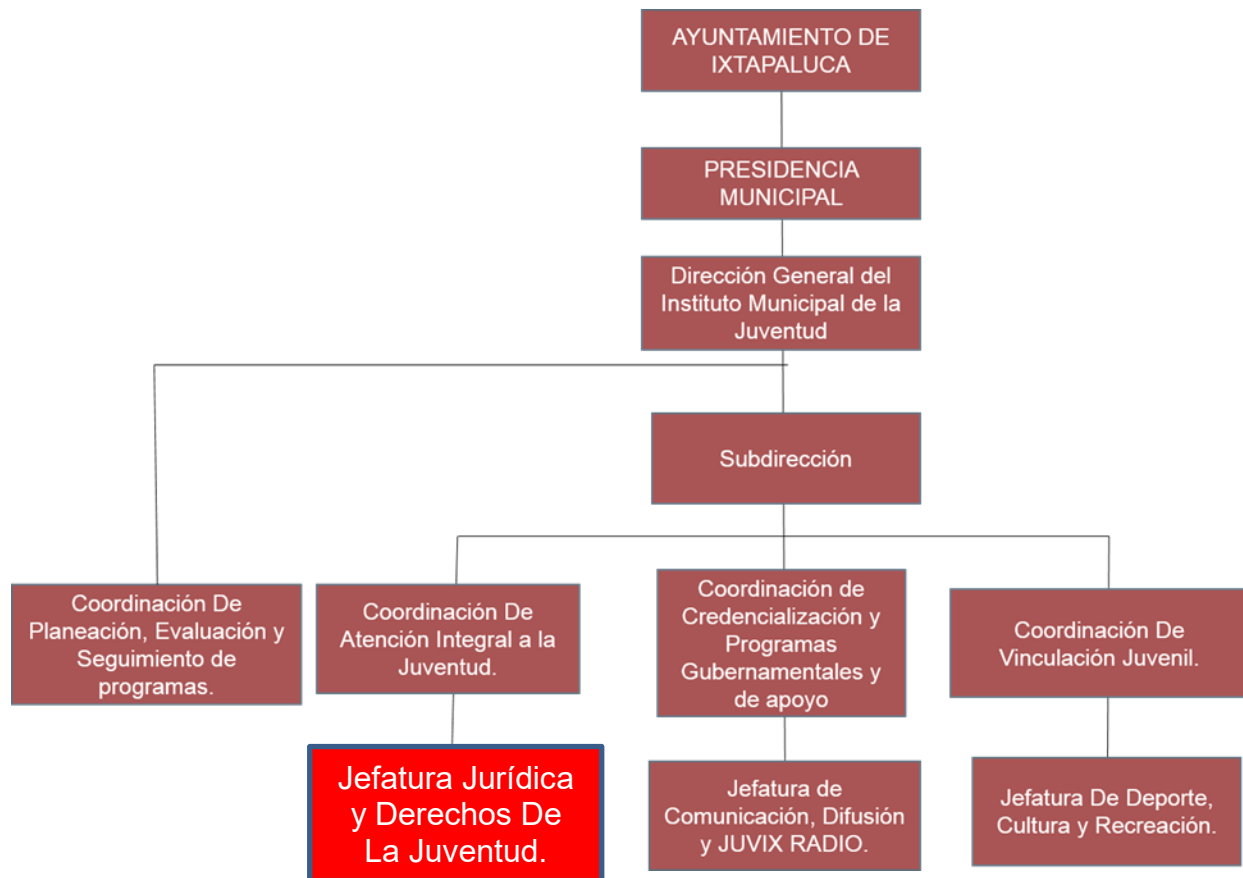 AYUNTAMIENTO DE
IXTAPALUCA
PRESIDENCIA
MUNICIPAL
Dirección General del
Instituto Municipal de la
Juventud
Subdirección
Coordinación De
Planeación, Evaluación y
Seguimiento de
programas.
Coordinación De
Atención Integral a la
Juventud.
Coordinación de
Credencialización y
Programas
Gubernamentales y
de apoyo
Coordinación De
Vinculación Juvenil.
Jefatura Jurídica
y Derechos De
La Juventud.
Jefatura de
Comunicación, Difusión
y JUVIX RADIO.
Jefatura De Deporte,
Cultura y Recreación.